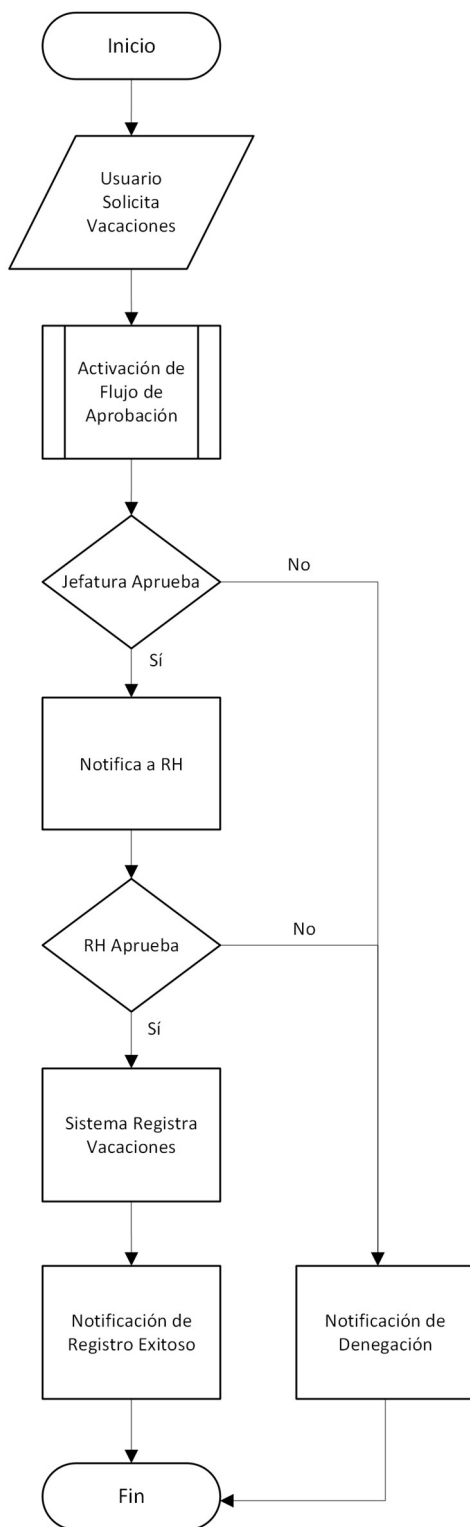 Inicio
Usuario
Solicita
Vacaciones
Activación de
Flujo de
Aprobación
Jefatura Aprueba
No
Sí
Notifica a RH
RH Aprueba
No
Sí
Sistema Registra
Vacaciones
Notificación de
Registro Exitoso
Notificación de
Denegación
Fin